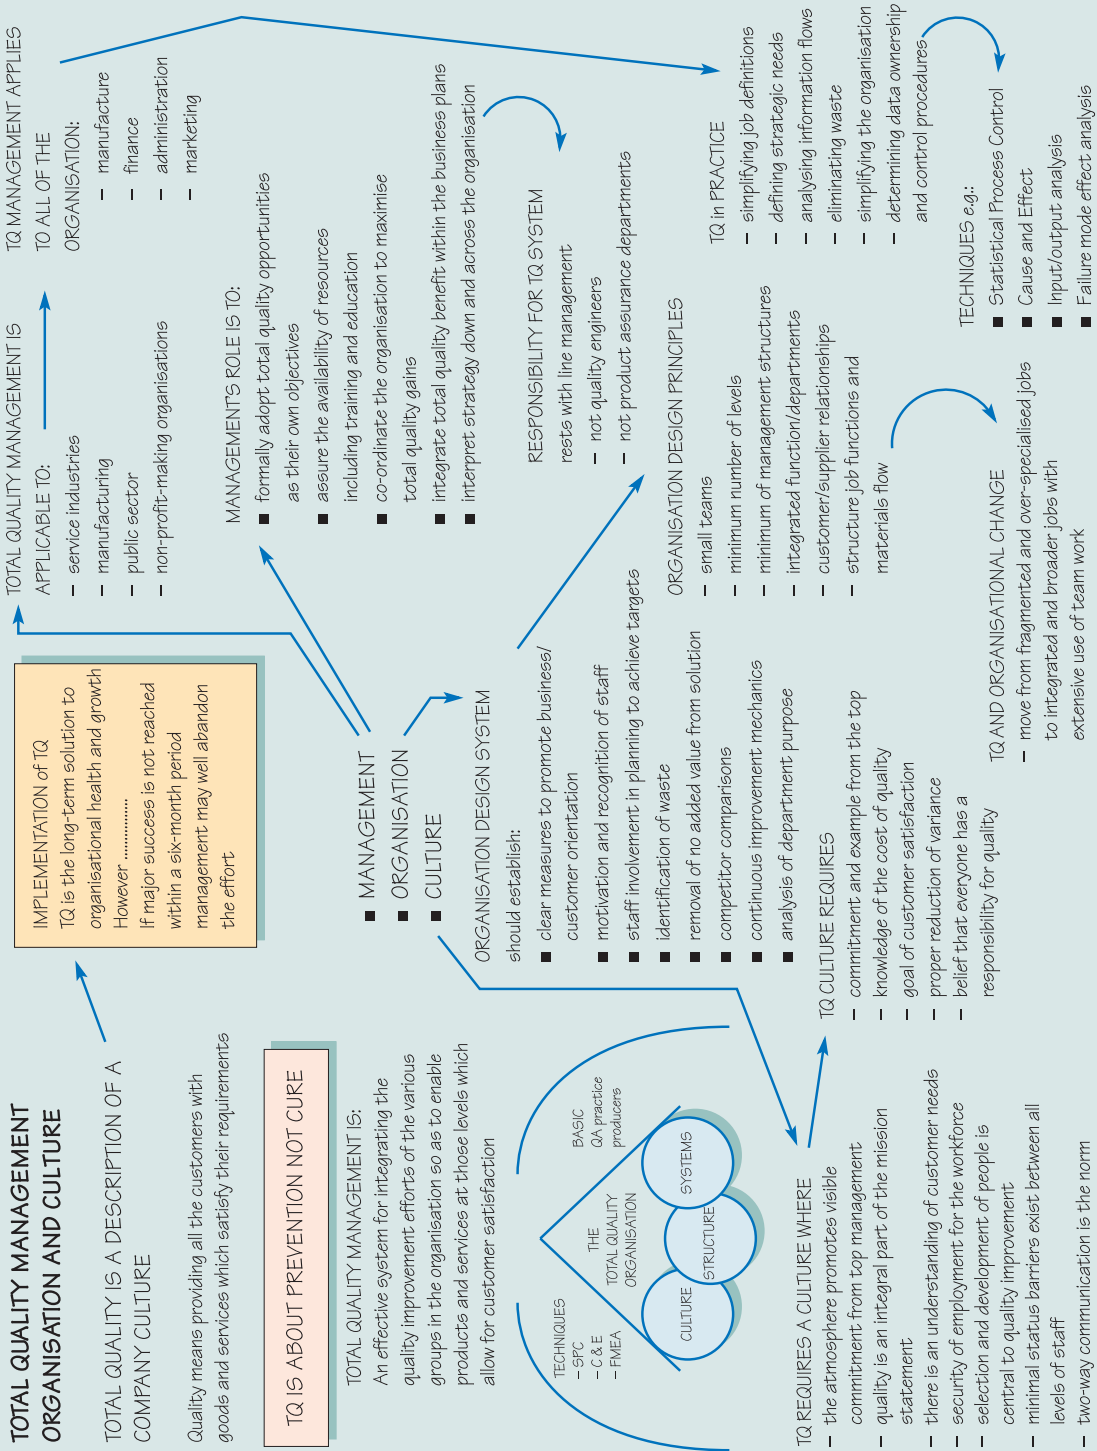 TOTAL QUALITY MANAGEMENT
ORGANISATION AND CULTURE
TOTAL QUALITY IS A DESCRIPTION OF A
COMPANY CULTURE
Quality means providing all the customers with
goods and services which satisfy their requirements
TQ IS ABOUT PREVENTION NOT CURE
TOTAL QUALITY MANAGEMENT IS:
An effective system for integrating the
quality improvement efforts of the various
groups in the organisation so as to enable
products and services at those levels which
allow for customer satisfaction
TECHNIQUES
– SPC
– C & E
– FMEA
THE
TOTAL QUALITY
ORGANISATION
BASIC
QA practice
producers
CULTURE
STRUCTURE
SYSTEMS
TQ REQUIRES A CULTURE WHERE
– the atmosphere promotes visible
commitment from top management
– quality is an integral part of the mission
statement
– there is an understanding of customer needs
– security of employment for the workforce
– selection and development of people is
central to quality improvement
– minimal status barriers exist between all
levels of staff
– two-way communication is the norm
IMPLEMENTATION of TQ
TQ is the long-term solution to
organisational health and growth
However ...............
If major success is not reached
within a six-month period
management may well abandon
the effort
■ MANAGEMENT
■ ORGANISATION
■ CULTURE
ORGANISATION DESIGN SYSTEM
should establish:
■ clear measures to promote business/
customer orientation
■ motivation and recognition of staff
■ staff involvement in planning to achieve targets
■ identification of waste
■ removal of no added value from solution
■ competitor comparisons
■ continuous improvement mechanics
■ analysis of department purpose
TQ CULTURE REQUIRES
– commitment and example from the top
– knowledge of the cost of quality
– goal of customer satisfaction
– proper reduction of variance
– belief that everyone has a
responsibility for quality
TOTAL QUALITY MANAGEMENT IS
APPLICABLE TO:
– service industries
– manufacturing
– public sector
– non-profit-making organisations
TQ MANAGEMENT APPLIES
TO ALL OF THE
ORGANISATION:
– manufacture
– finance
– administration
– marketing
MANAGEMENTS ROLE IS TO:
■ formally adopt total quality opportunities
as their own objectives
■ assure the availability of resources
including training and education
■ co-ordinate the organisation to maximise
total quality gains
■ integrate total quality benefit within the business plans
■ interpret strategy down and across the organisation
RESPONSIBILITY FOR TQ SYSTEM
rests with line management
– not quality engineers
– not product assurance departments
ORGANISATION DESIGN PRINCIPLES
– small teams
– minimum number of levels
– minimum of management structures
– integrated function/departments
– customer/supplier relationships
– structure job functions and
materials flow
TQ in PRACTICE
– simplifying job definitions
– defining strategic needs
– analysing information flows
– eliminating waste
– simplifying the organisation
– determining data ownership
and control procedures
TECHNIQUES e.g.:
■ Statistical Process Control
■ Cause and Effect
■ Input/output analysis
■ Failure mode effect analysis
TQ AND ORGANISATIONAL CHANGE
– move from fragmented and over-specialised jobs
to integrated and broader jobs with
extensive use of team work